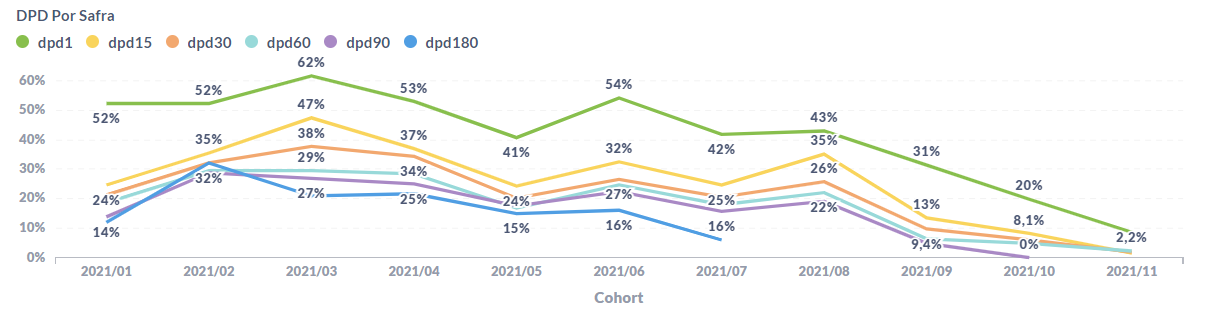 DPD Por Safra
dpd1 dpd15 dpd30 dpd60 dpd90 dpd180
62%
60% 52% 53% 54%
50% 52% 47% 43%
40% 35% 38% 37% 41% 32% 42% 35% 31%
30% 32% 29% 34% 26%
20% 24% 27% 25% 24% 27% 25% 22% 13% 20%
10% 14% 15% 16% 16% 9,4% 8,1% 2,2%
0% 0%
2021/01 2021/02 2021/03 2021/04 2021/05 2021/06 2021/07 2021/08 2021/09 2021/10 2021/11
Cohort